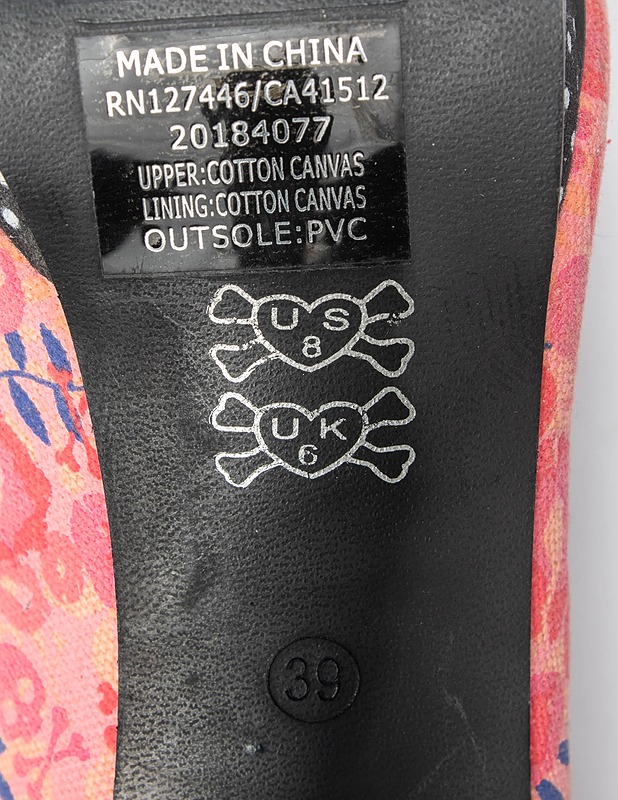 MADE IN CHINA
RN127446/CA41512
20184077
UPPER:COTTON CANVAS
LINING:COTTON CANVAS
OUTSOLE:PVC
US
8
UK
6
39